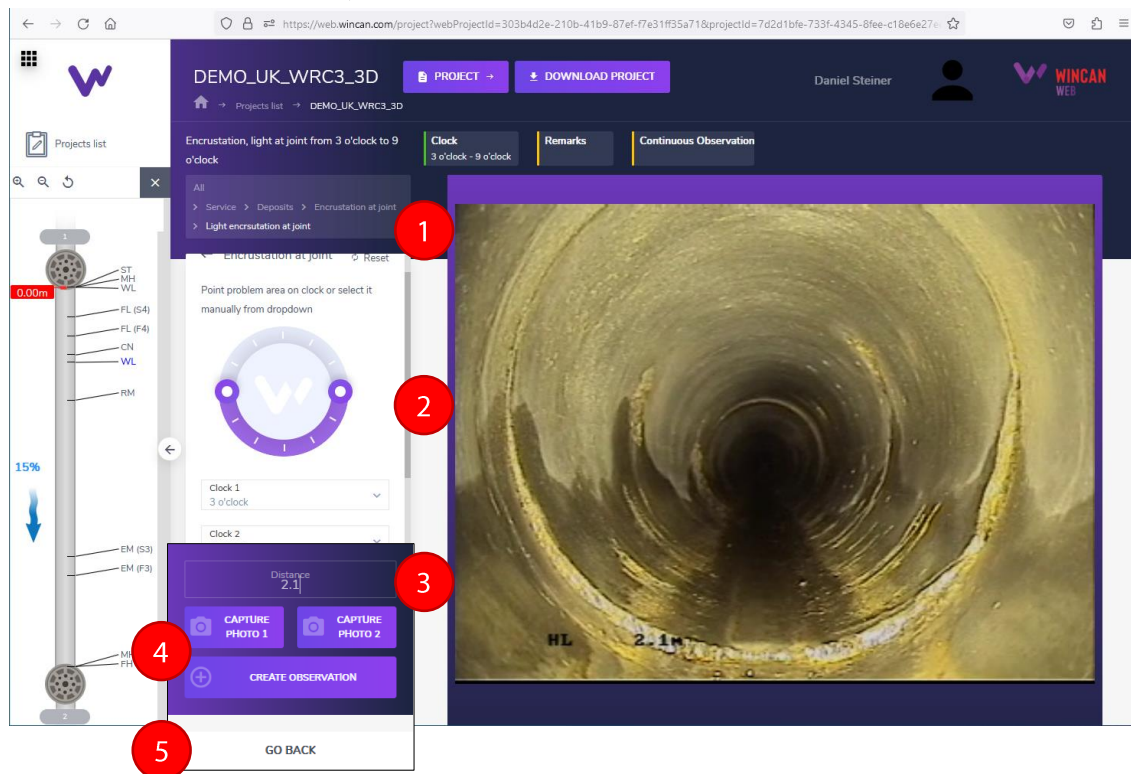 https://web.wincan.com/project?webProjectId=303b4d2e-210b-41b9-87ef-f7e31ff35a71&projectId=7d2d1bfe-733f-4345-8fee-c18e6e27e
DEMO_UK_WRC3_3D
PROJECT →
DOWNLOAD PROJECT
Daniel Steiner
WINCAN
WEB
→ Projects list → DEMO_UK_WRC3_3D
Projects list
Encrustation, light at joint from 3 o'clock to 9
o'clock
Clock
3 o'clock - 9 o'clock
Remarks
Continuous Observation
All
> Service > Deposits > Encrustation at joint
> Light encrsutation at joint
1
← Encrustation at joint
Reset
Point problem area on clock or select it
manually from dropdown
2
Clock 1
3 o'clock
Clock 2
Distance
2.1
3
CAPTURE
PHOTO 1
CAPTURE
PHOTO 2
4
CREATE OBSERVATION
5
GO BACK
1
ST
MH
WL
0.00m
FL (S4)
FL (F4)
CN
WL
RM
15%
EM (S3)
EM (F3)
FH
2
HL 2.1m